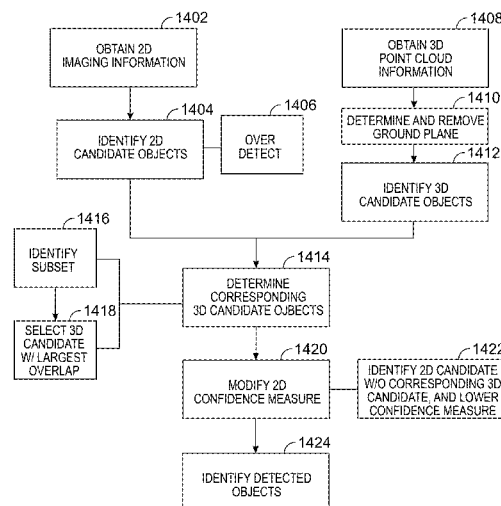 1402
OBTAIN 2D
IMAGING INFORMATION
1408
OBTAIN 3D
POINT CLOUD
INFORMATION
1404
IDENTIFY 2D
CANDIDATE OBJECTS
1406
OVER
DETECT
1410
DETERMINE AND REMOVE
GROUND PLANE
1412
IDENTIFY 3D
CANDIDATE OBJECTS
1416
IDENTIFY
SUBSET
1414
DETERMINE
CORRESPONDING
3D CANDIDATE OBJECTS
1418
SELECT 3D
CANDIDATE
W/ LARGEST
OVERLAP
1420
MODIFY 2D
CONFIDENCE MEASURE
1422
IDENTIFY 2D CANDIDATE
W/O CORRESPONDING 3D
CANDIDATE, AND LOWER
CONFIDENCE MEASURE
1424
IDENTIFY DETECTED
OBJECTS